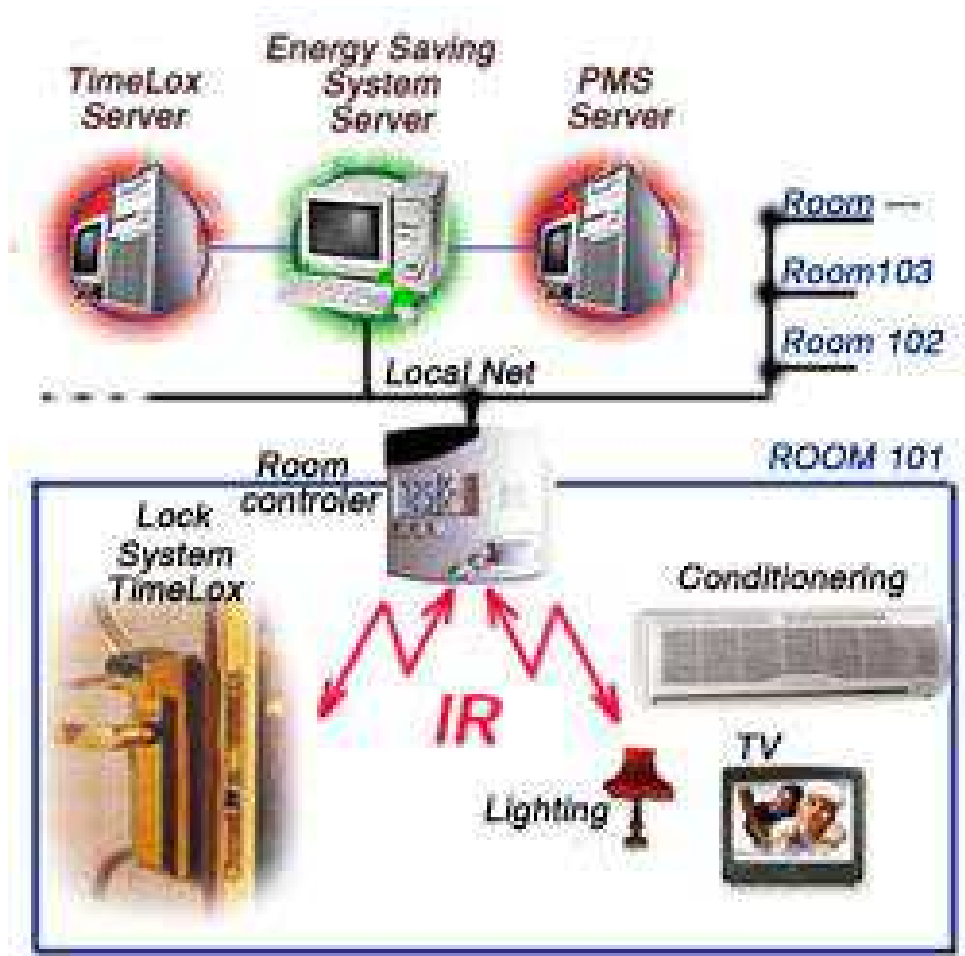 TimeLox
Server
Energy Saving
System
Server
PMS
Server
Room ---
Room103
Room 102
Local Net
ROOM 101
Room
controler
Lock
System
TimeLox
Conditionering
IR
TV
Lighting